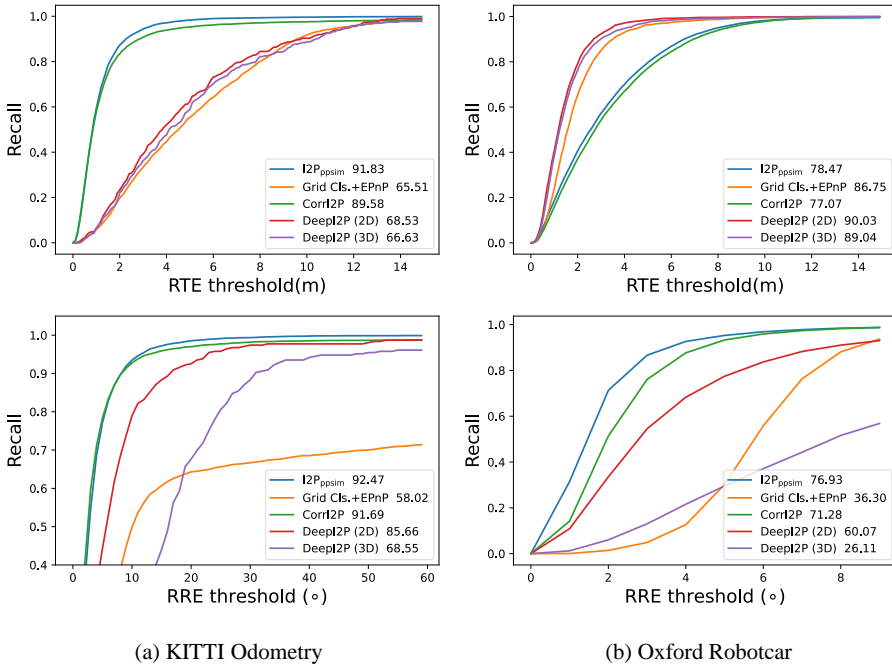 1.0
0.8
0.6
0.4
0.2
0.0
Recall
I2Pppsim 91.83
Grid Cls.+EPnP 65.51
CorrI2P 89.58
DeepI2P (2D) 68.53
DeepI2P (3D) 66.63
0 2 4 6 8 10 12 14
RTE threshold(m)
1.0
0.8
0.6
0.4
0.2
0.0
Recall
I2Pppsim 78.47
Grid Cls.+EPnP 86.75
CorrI2P 77.07
DeepI2P (2D) 90.03
DeepI2P (3D) 89.04
0 2 4 6 8 10 12 14
RTE threshold(m)
1.0
0.9
0.8
0.7
0.6
0.5
0.4
Recall
I2Pppsim 92.47
Grid Cls.+EPnP 58.02
CorrI2P 91.69
DeepI2P (2D) 85.66
DeepI2P (3D) 68.55
0 10 20 30 40 50 60
RRE threshold (∘)
1.0
0.8
0.6
0.4
0.2
0.0
Recall
I2Pppsim 76.93
Grid Cls.+EPnP 36.30
CorrI2P 71.28
DeepI2P (2D) 60.07
DeepI2P (3D) 26.11
0 2 4 6 8
RRE threshold (∘)
(a) KITTI Odometry
(b) Oxford Robotcar